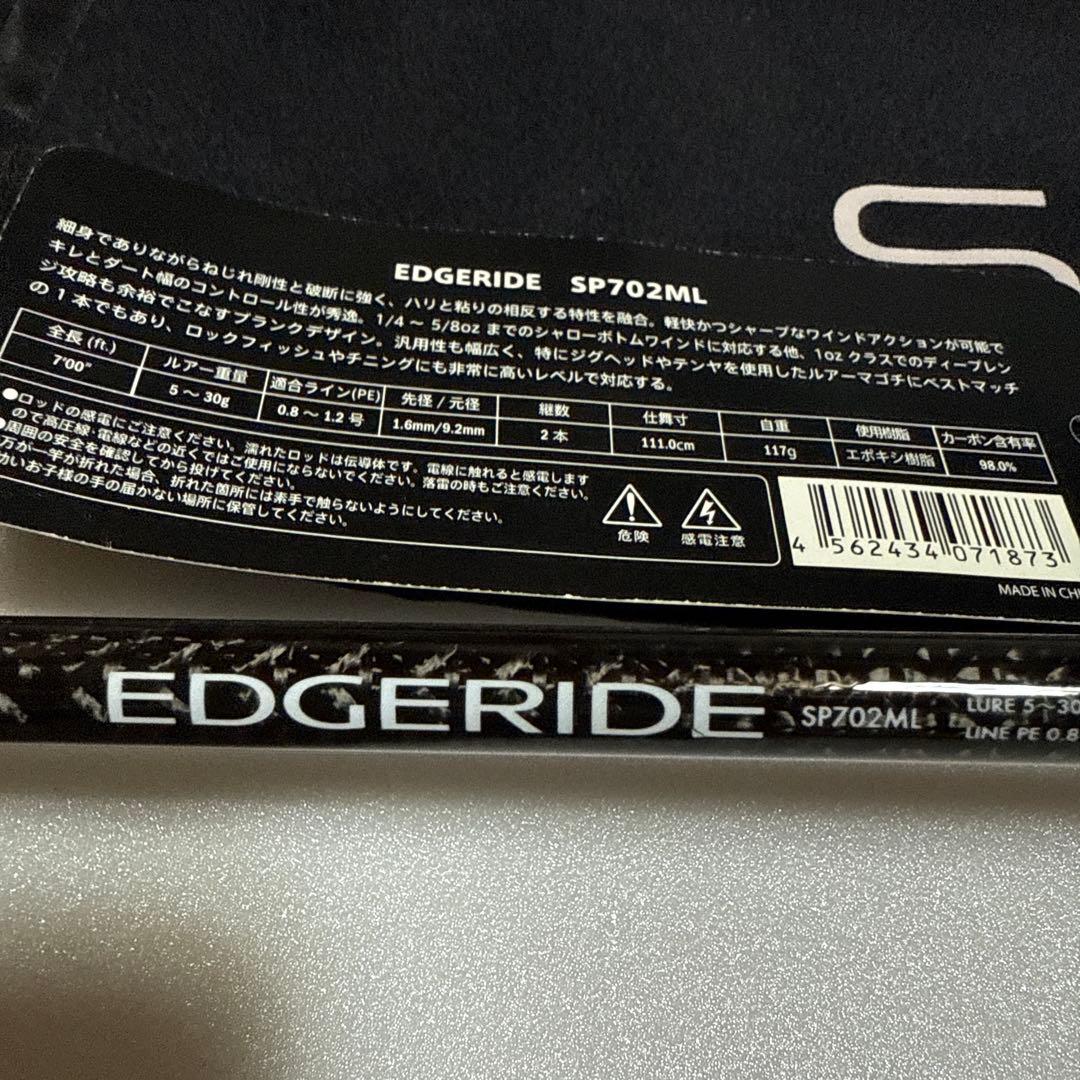 EDGERIDE SP702ML
細身でありながらねじれ剛性と破断に強く、ハリと粘りの相反する特性を融合。軽快かつシャープなワインドアクションが可能で
キレとダート幅のコントロール性が秀逸。1/4~5/8oz までのシャローボトムワインドに対応する他、1oz クラスでのディープレン
ジ攻略も余裕でこなすブランクデザイン。汎用性も幅広く、特にジグヘッドやテンヤを使用したルアーマゴチにベストマッチ
の1本でもあり、ロックフィッシュやチニングにも非常に高いレベルで対応する。
全長 (ft.) ルアー重量 適合ライン(PE) 先径 / 元径 継数 仕舞寸 自重 使用樹脂 カーボン含有率
7'00" 5~30g 0.8~1.2号 1.6mm/9.2mm 2本 111.0cm 117g エポキシ樹脂 98.0%
●ロッドの感電にご注意ください。濡れたロッドは伝導体です。電線に触れると感電します
ので高圧線・電線などの近くではご使用にならないでください。落雷の時もご注意ください。
●周囲の安全を確認してから投げてください。
万が一竿が折れた場合、折れた箇所には素手で触らないようにしてください。
お子様の手の届かない場所に保管してください。
危険 感電注意
4 562434 071873
MADE IN CH
EDGERIDE SP702ML LURE 5~30
LINE PE 0.8